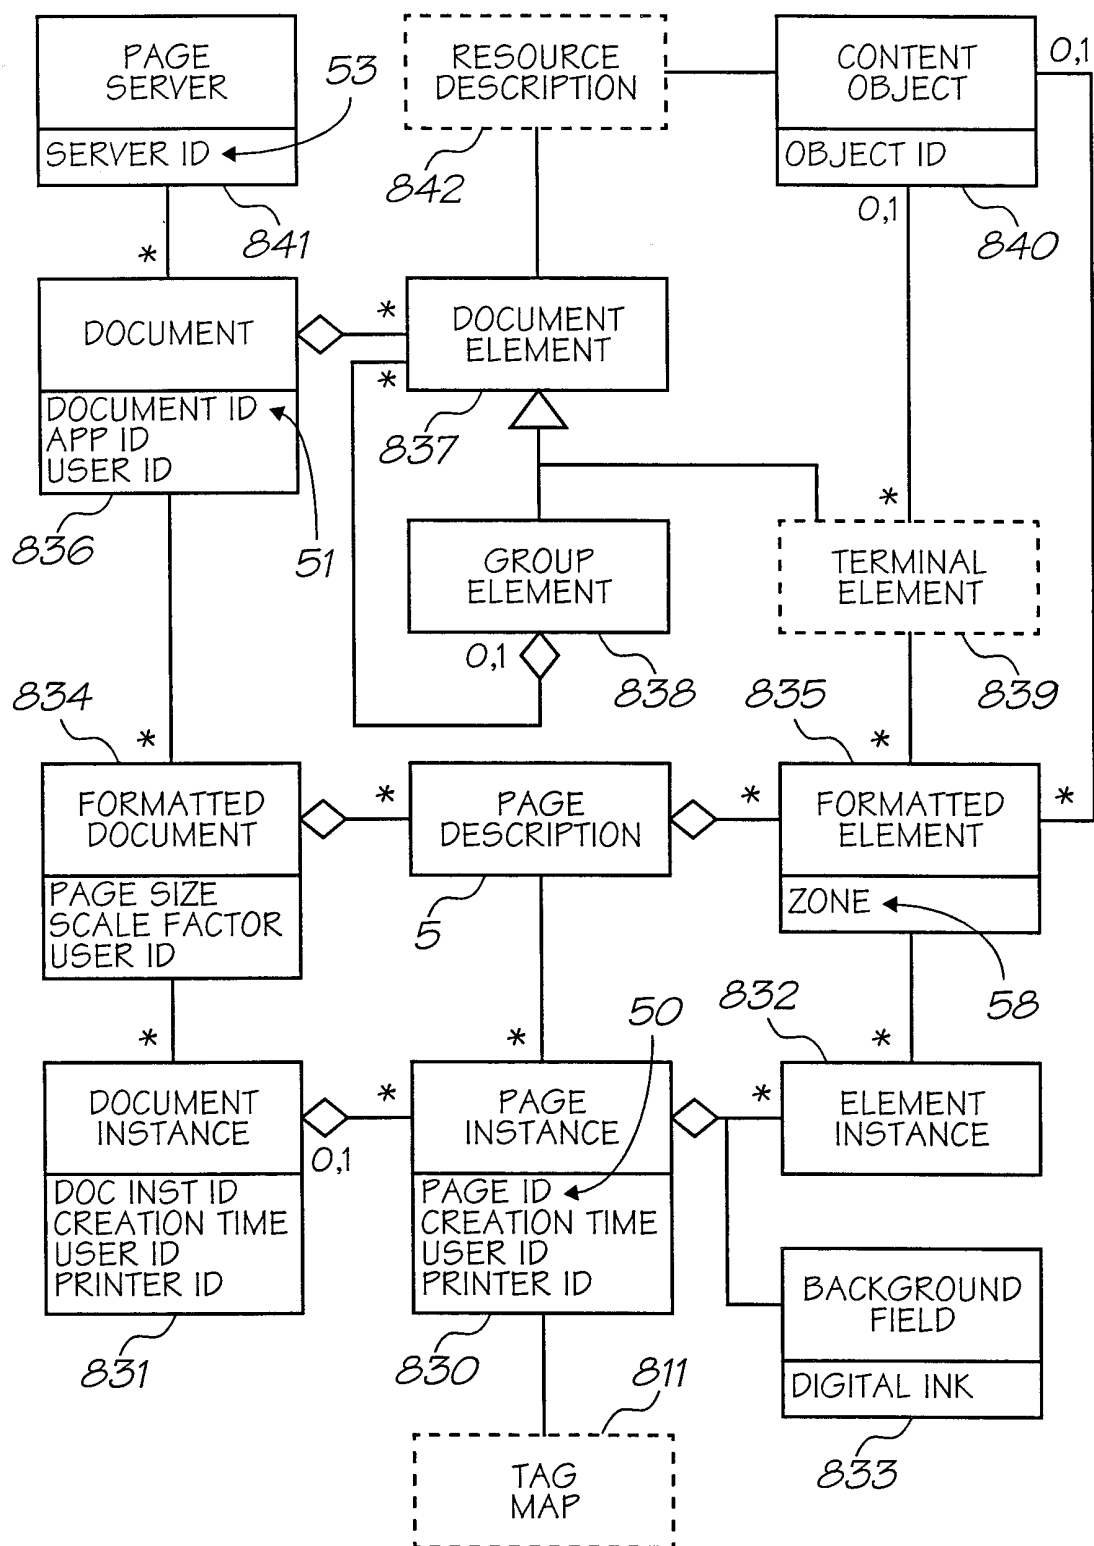 PAGE
SERVER
SERVER ID
53
841
RESOURCE
DESCRIPTION
842
CONTENT
OBJECT
OBJECT ID
0,1
0,1
840
*
DOCUMENT
DOCUMENT ID
APP ID
USER ID
836
51
*
*
DOCUMENT
ELEMENT
837
GROUP
ELEMENT
0,1
838
*
TERMINAL
ELEMENT
839
834
*
FORMATTED
DOCUMENT
PAGE SIZE
SCALE FACTOR
USER ID
*
PAGE
DESCRIPTION
5
835
*
*
*
FORMATTED
ELEMENT
ZONE
58
*
DOCUMENT
INSTANCE
0,1
DOC INST ID
CREATION TIME
USER ID
PRINTER ID
831
*
*
50
PAGE
INSTANCE
PAGE ID
CREATION TIME
USER ID
PRINTER ID
830
832
*
*
ELEMENT
INSTANCE
BACKGROUND
FIELD
DIGITAL INK
833
811
TAG
MAP